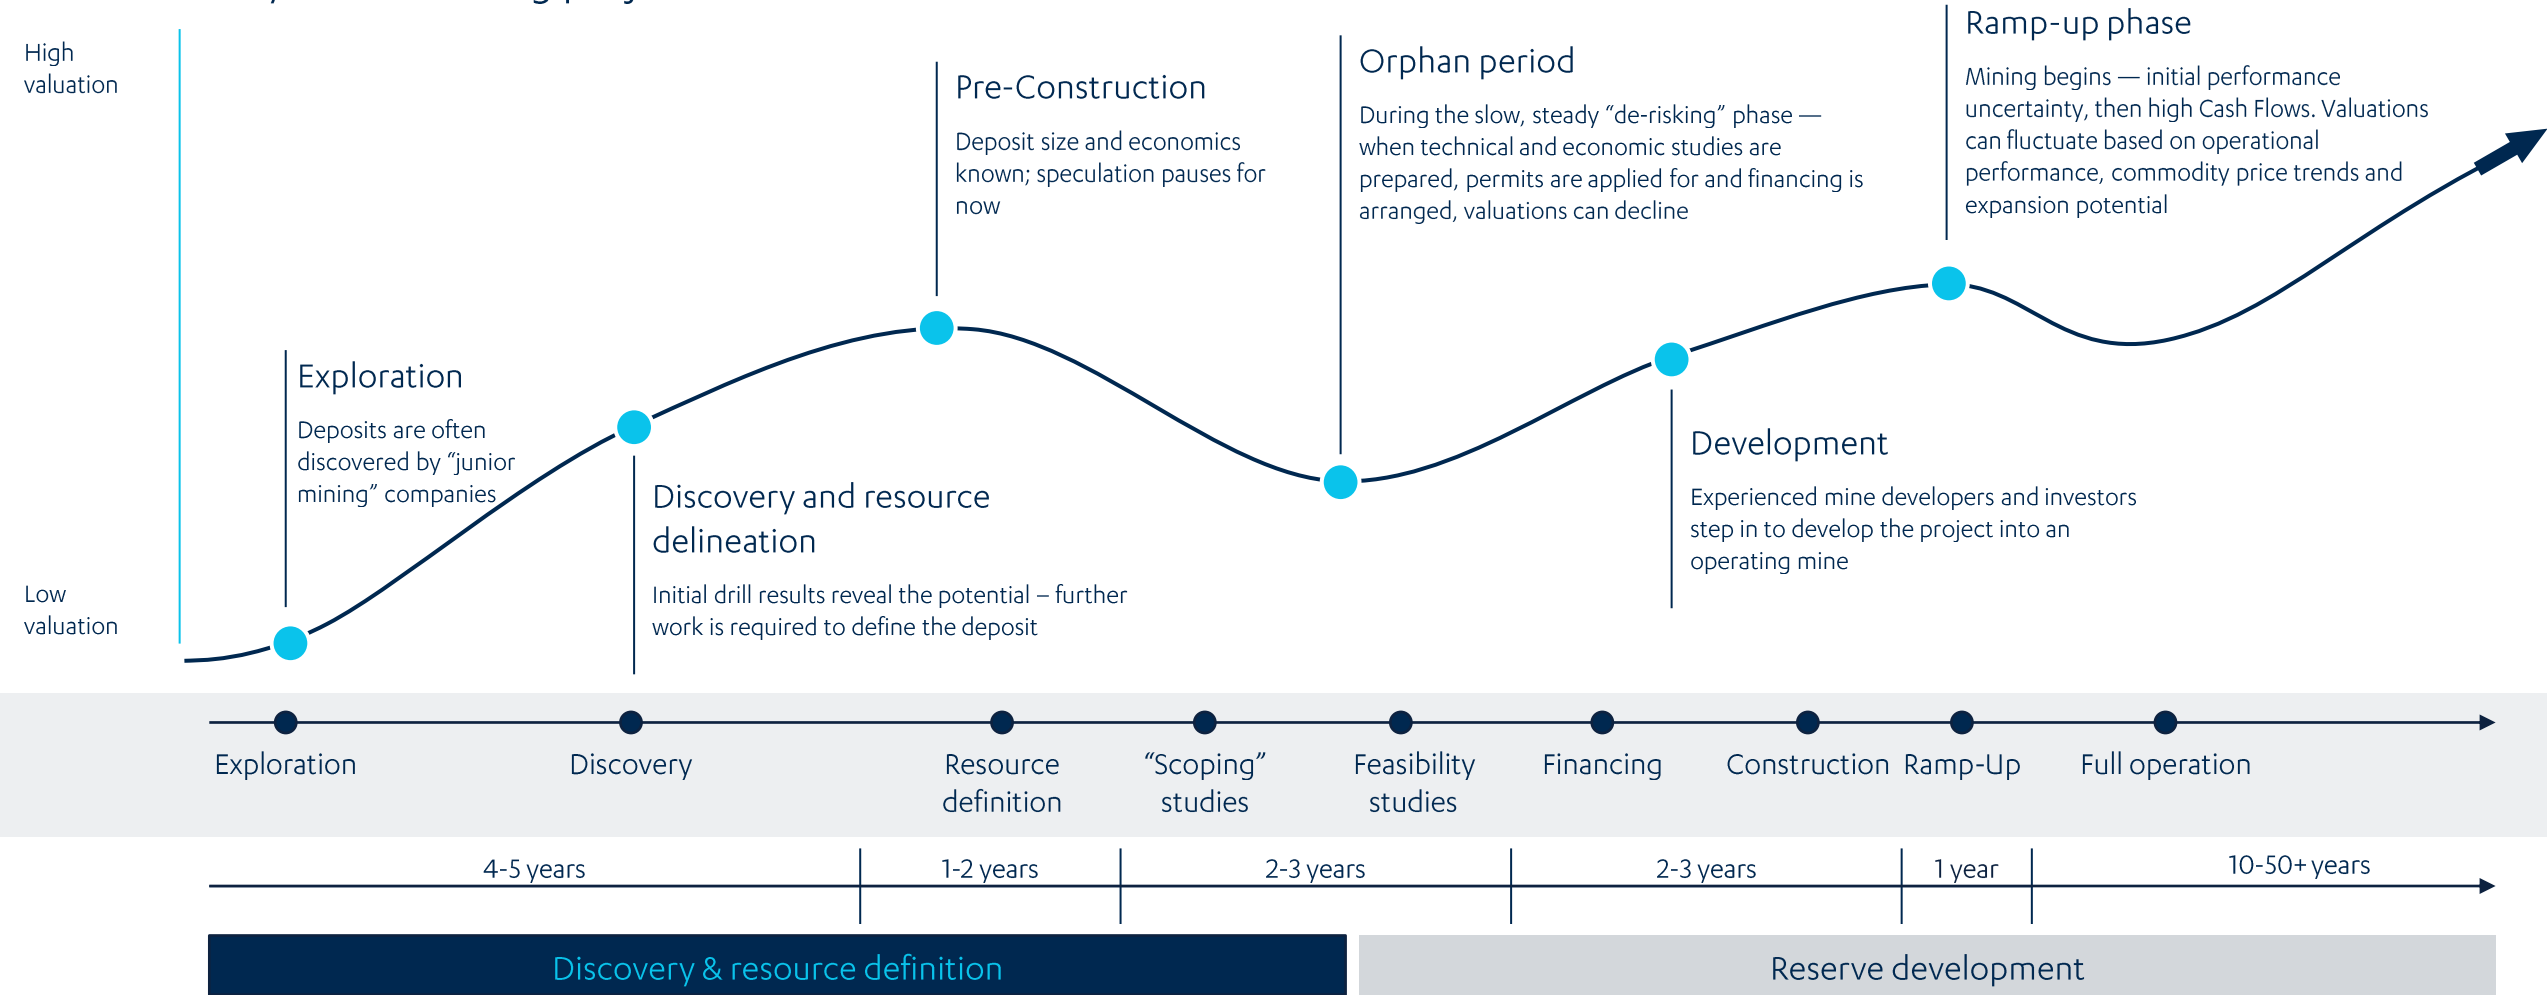 High
valuation
Low
valuation
Exploration
Deposits are often
discovered by “junior
mining” companies
Discovery and resource
delineation
Initial drill results reveal the potential – further
work is required to define the deposit
Pre-Construction
Deposit size and economics
known; speculation pauses for
now
Orphan period
During the slow, steady “de-risking” phase —
when technical and economic studies are
prepared, permits are applied for and financing is
arranged, valuations can decline
Development
Experienced mine developers and investors
step in to develop the project into an
operating mine
Ramp-up phase
Mining begins — initial performance
uncertainty, then high Cash Flows. Valuations
can fluctuate based on operational
performance, commodity price trends and
expansion potential
Exploration
Discovery
Resource
definition
“Scoping”
studies
Feasibility
studies
Financing
Construction
Ramp-Up
Full operation
4-5 years
1-2 years
2-3 years
2-3 years
1 year
10-50+ years
Discovery & resource definition
Reserve development